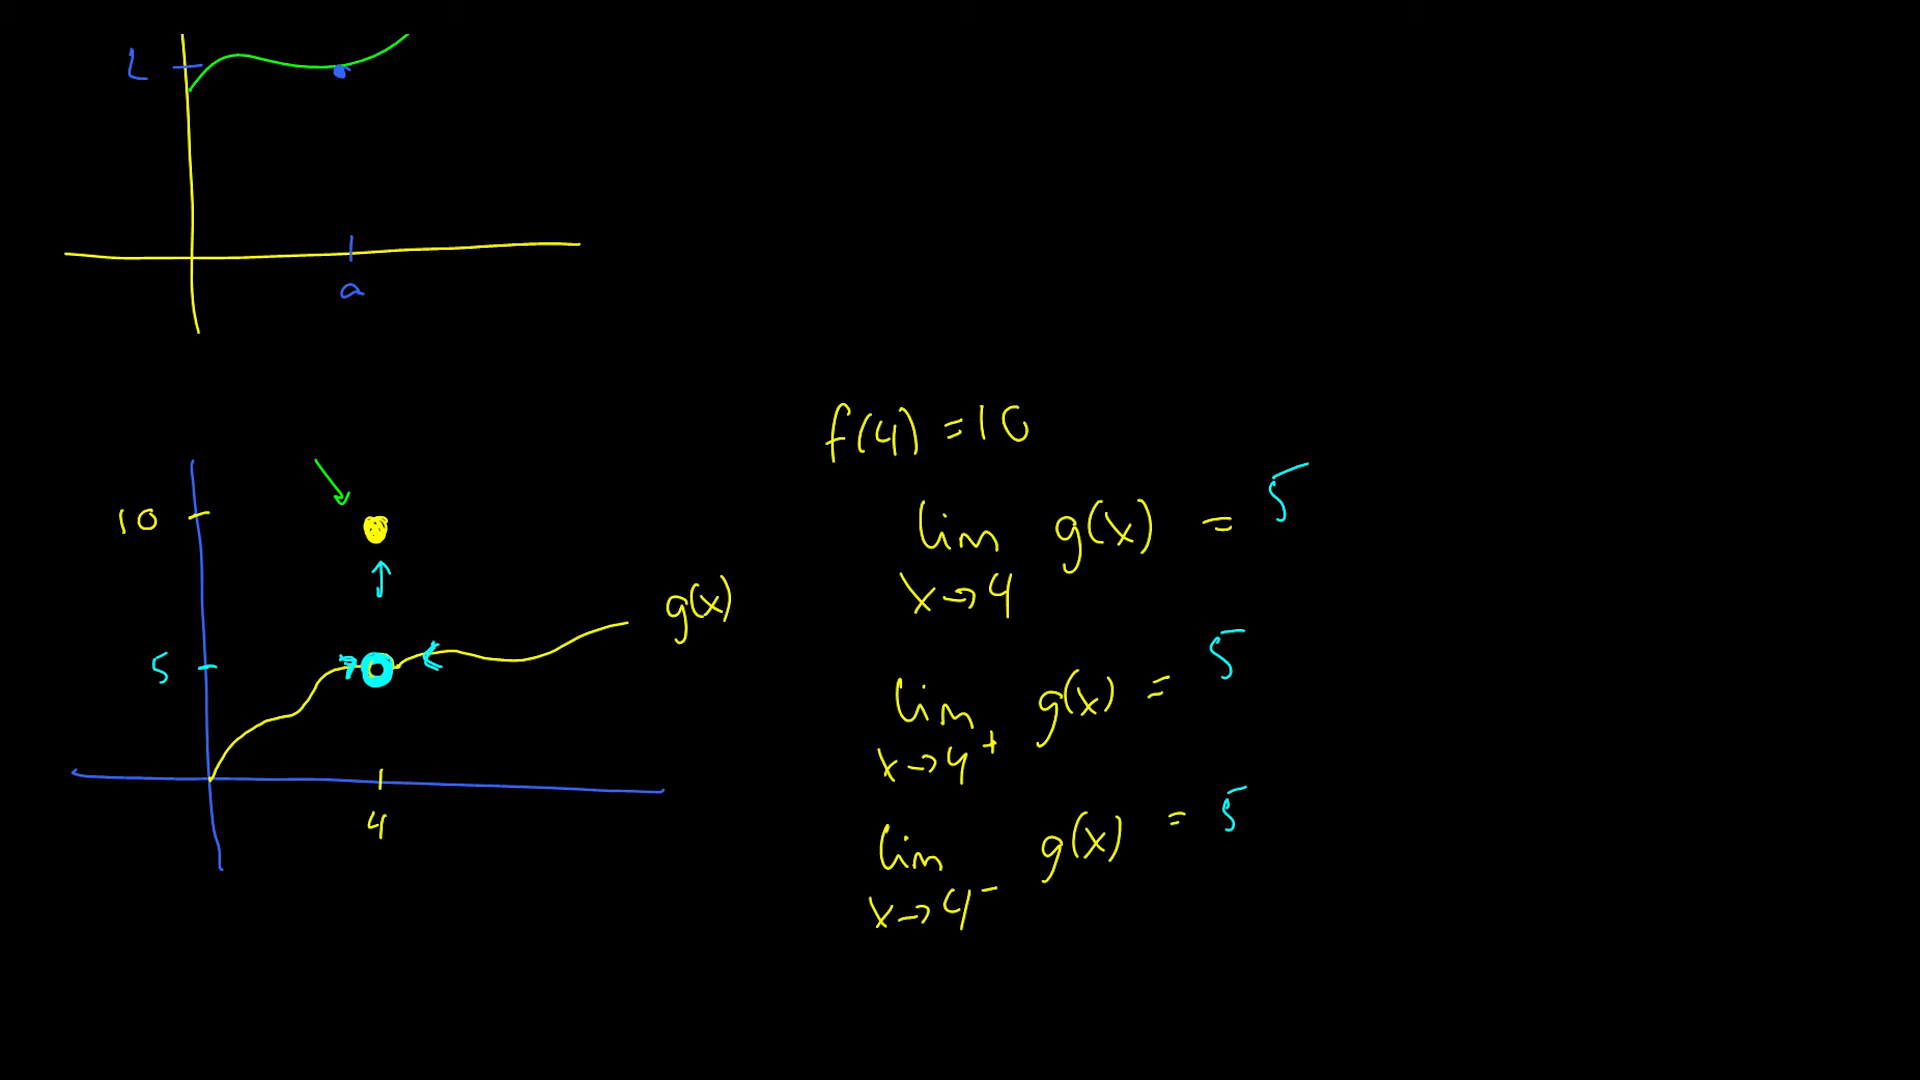 L
a
f(4) = 10
10
lim g(x) = 5
x→4
g(x)
5
lim g(x) = 5
x→4⁺
4
lim g(x) = 5
x→4⁻